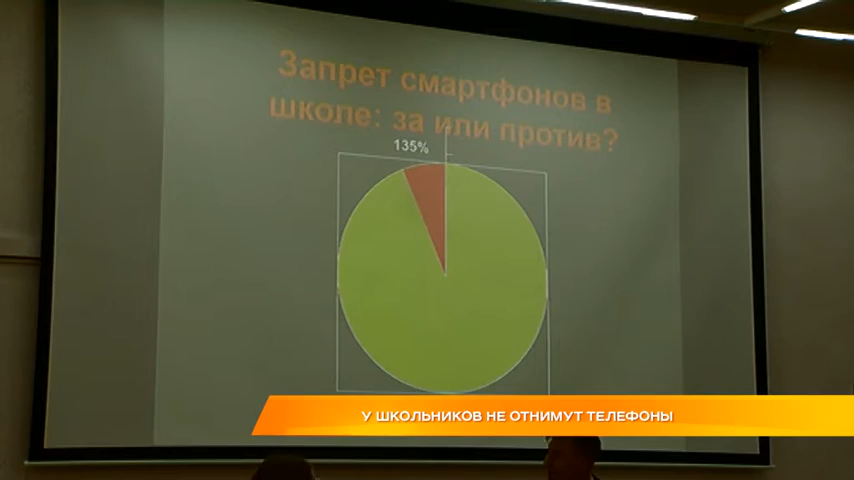 Запрет смартфонов в
школе: за или против?
135%
У ШКОЛЬНИКОВ НЕ ОТНИМУТ ТЕЛЕФОНЫ